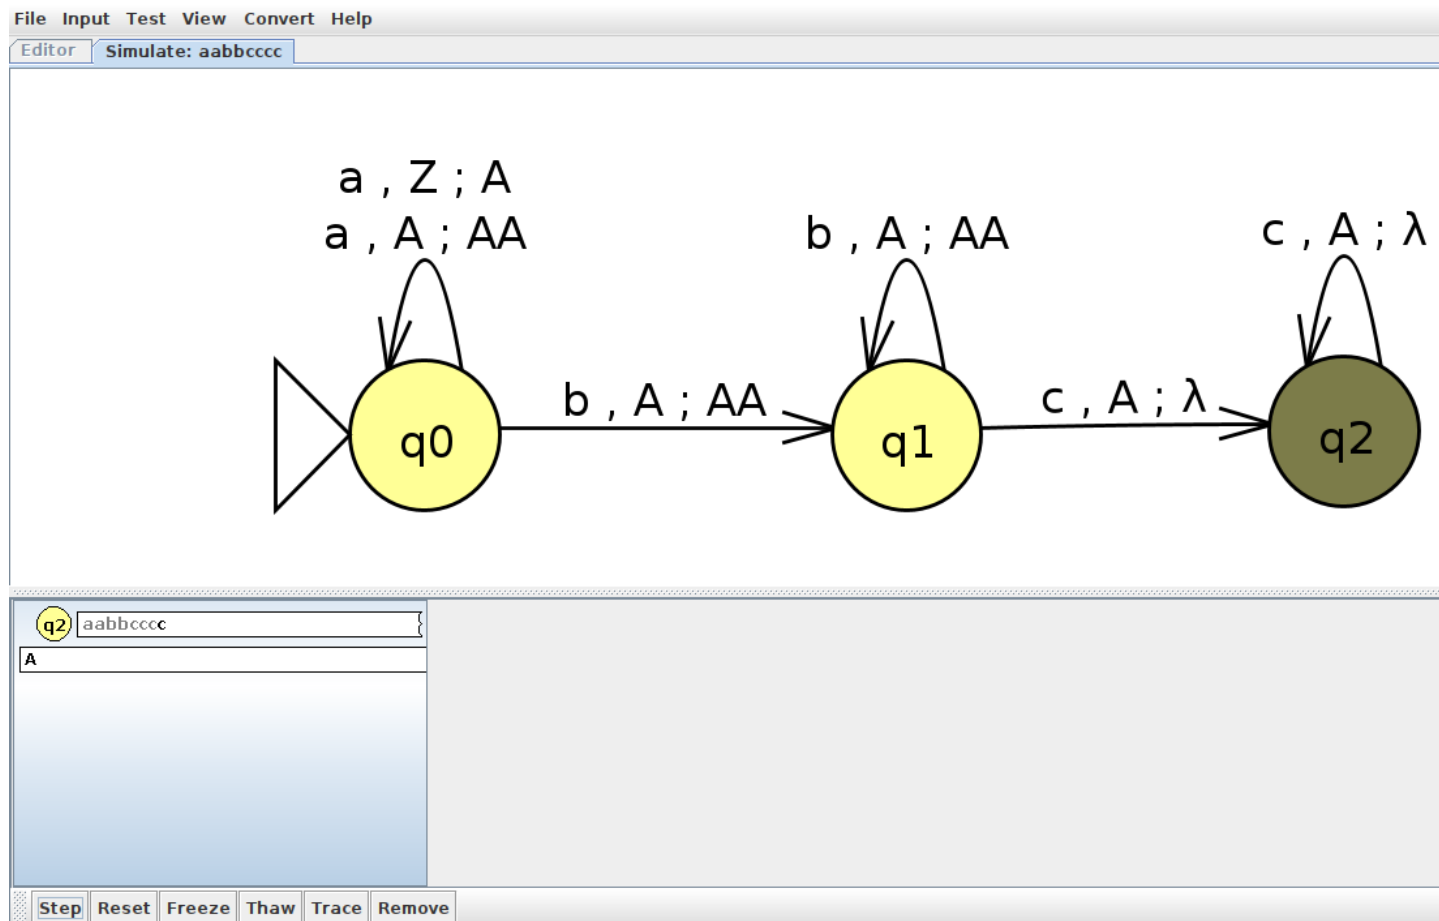 File Input Test View Convert Help
Editor Simulate: aabbcccc
a , Z ; A
a , A ; AA
b , A ; AA
c , A ; λ
b , A ; AA
c , A ; λ
q0
q1
q2
q2 aabbcccc
A
Step Reset Freeze Thaw Trace Remove